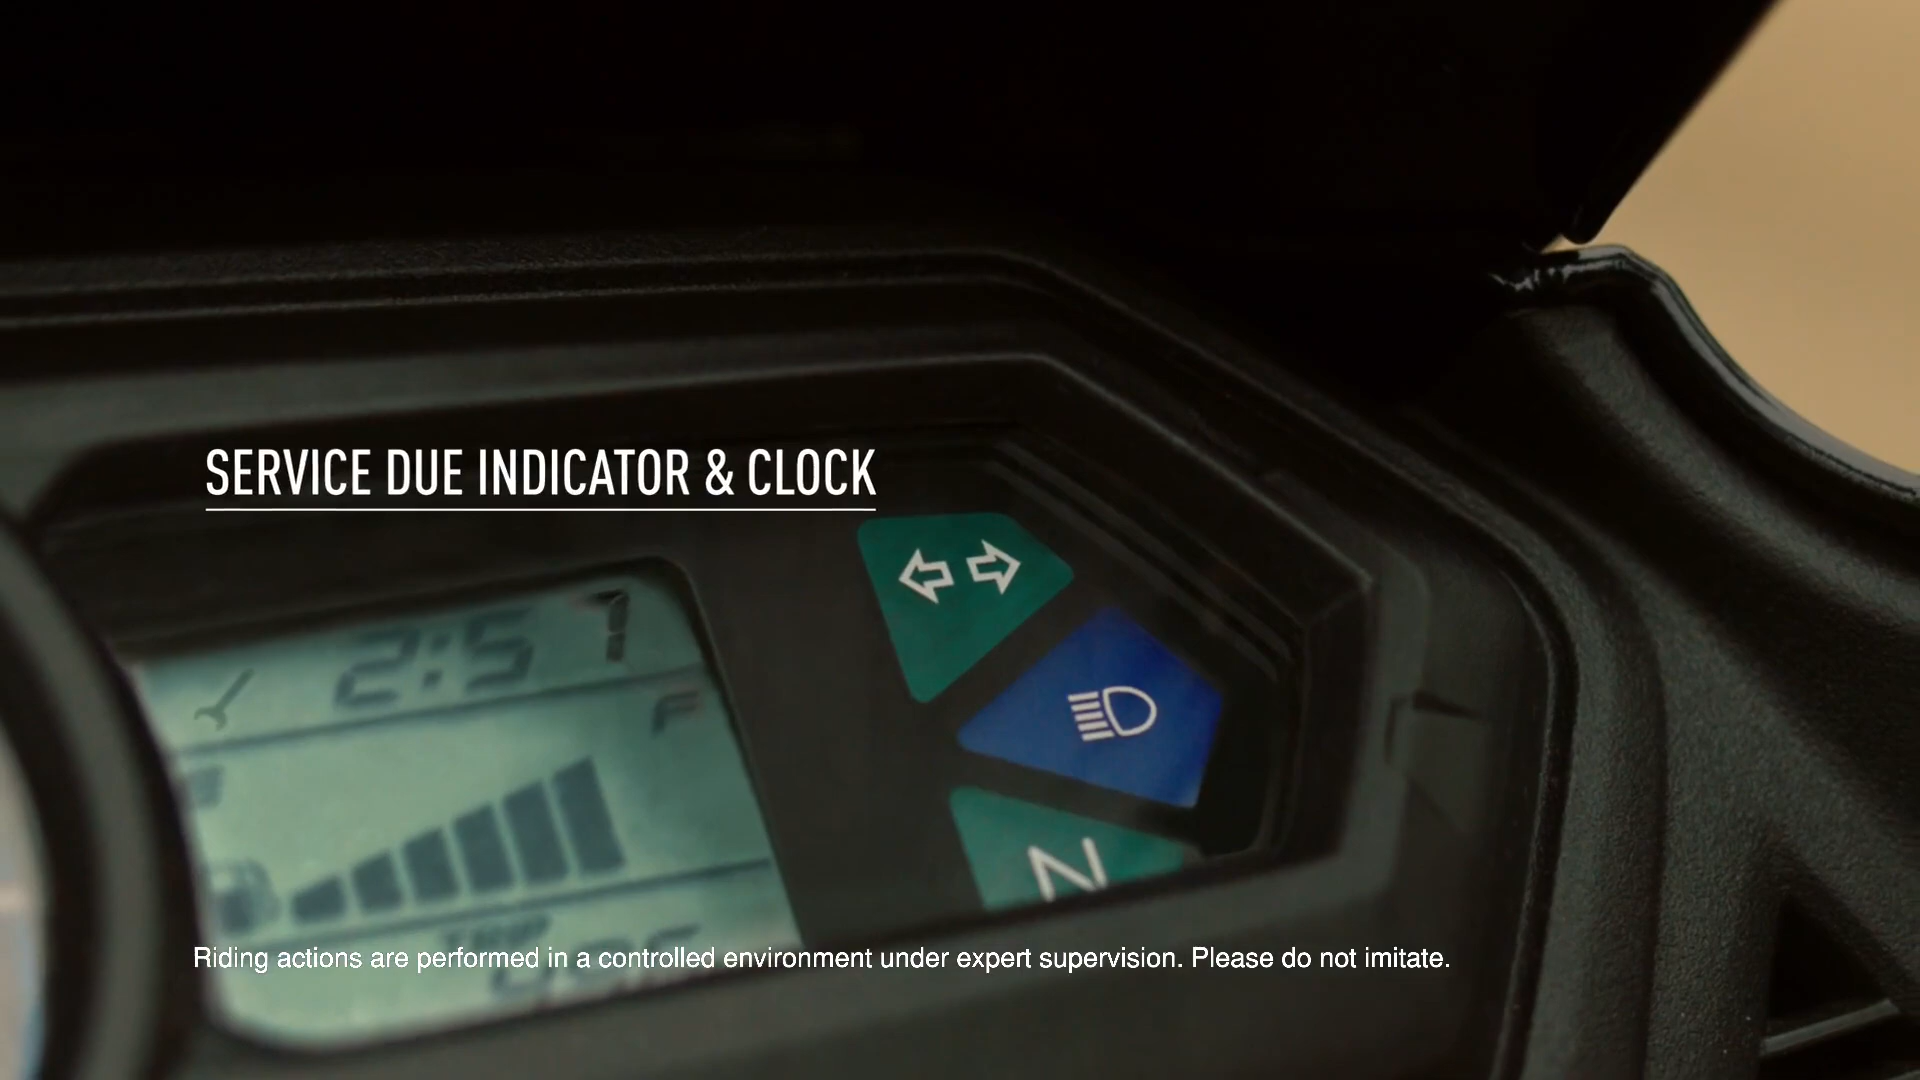 SERVICE DUE INDICATOR & CLOCK
2:57
F
N
TRIP
Riding actions are performed in a controlled environment under expert supervision. Please do not imitate.